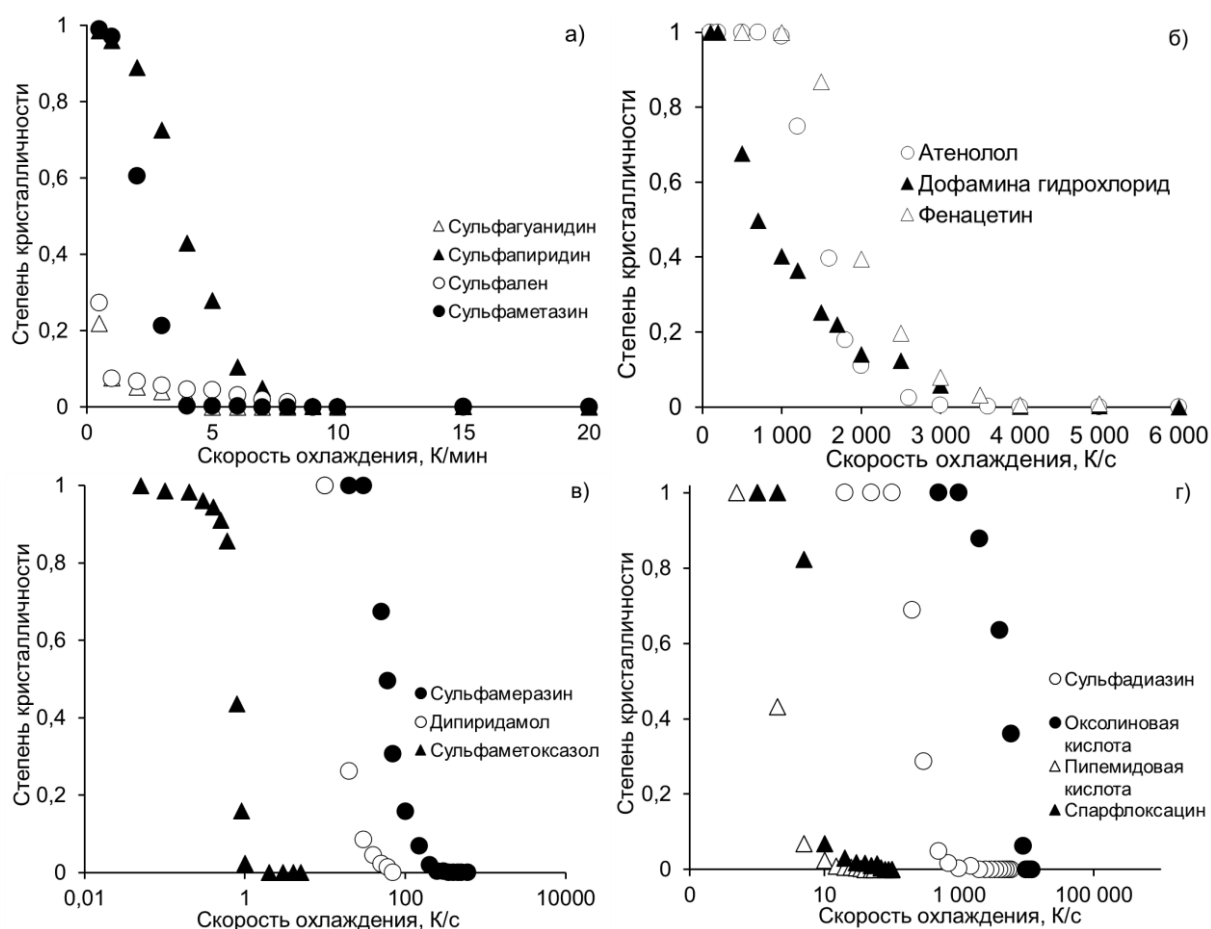 а)
Степень кристалличности
1
0,8
0,6
0,4
0,2
0
0
5
10
15
20
Скорость охлаждения, К/мин
Сульфагуанидин
Сульфапиридин
Сульфален
Сульфаметазин
б)
Степень кристалличности
1
0,8
0,6
0,4
0,2
0
0
1 000
2 000
3 000
4 000
5 000
6 000
Скорость охлаждения, К/с
Атенолол
Дофамина гидрохлорид
Фенацетин
в)
Степень кристалличности
1
0,8
0,6
0,4
0,2
0
0,01
1
100
10000
Скорость охлаждения, К/с
Сульфамеразин
Дипиридамол
Сульфаметоксазол
г)
Степень кристалличности
1
0,8
0,6
0,4
0,2
0
0
10
1 000
100 000
Скорость охлаждения, К/с
Сульфадиазин
Оксолиновая
кислота
Пипемидовая
кислота
Спарфлоксацин